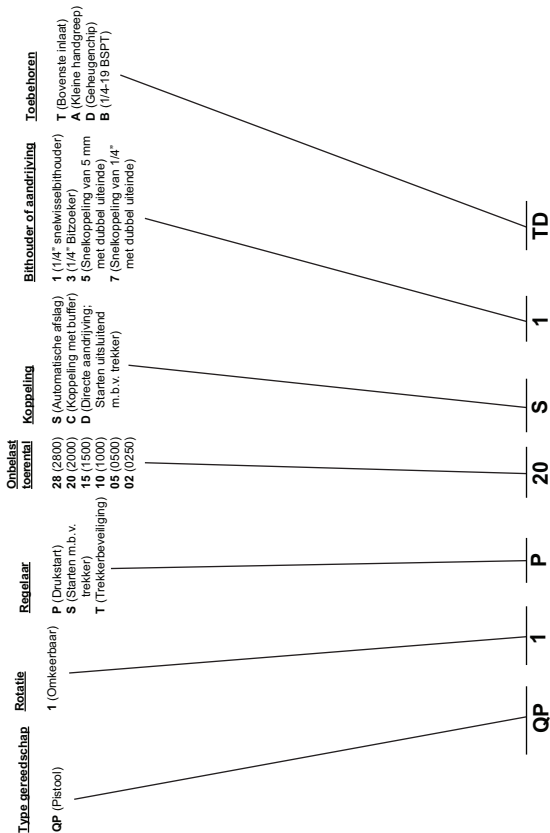 Type gereedschap
QP (Pistool)
Rotatie
1 (Omkeerbaar)
Regelaar
P (Drukstart)
S (Starten m.b.v.
trekker)
T (Trekkerbeveiliging)
Onbelast
toerental
28 (2800)
20 (2000)
15 (1500)
10 (1000)
05 (0500)
02 (0250)
Koppeling
S (Automatische afslag)
C (Koppeling met buffer)
D (Directe aandrijving;
Starten uitsluitend
m.b.v. trekker)
Bithouder of aandrijving
1 (1/4" snelwisselbithouder)
3 (1/4" Bitzoeker)
5 (Snelkoppeling van 5 mm
met dubbel uiteinde)
7 (Snelkoppeling van 1/4"
met dubbel uiteinde)
Toebehoren
T (Bovenste inlaat)
A (Kleine handgreep)
D (Geheugenchip)
B (1/4-19 BSPT)
QP
1
P
20
S
1
TD